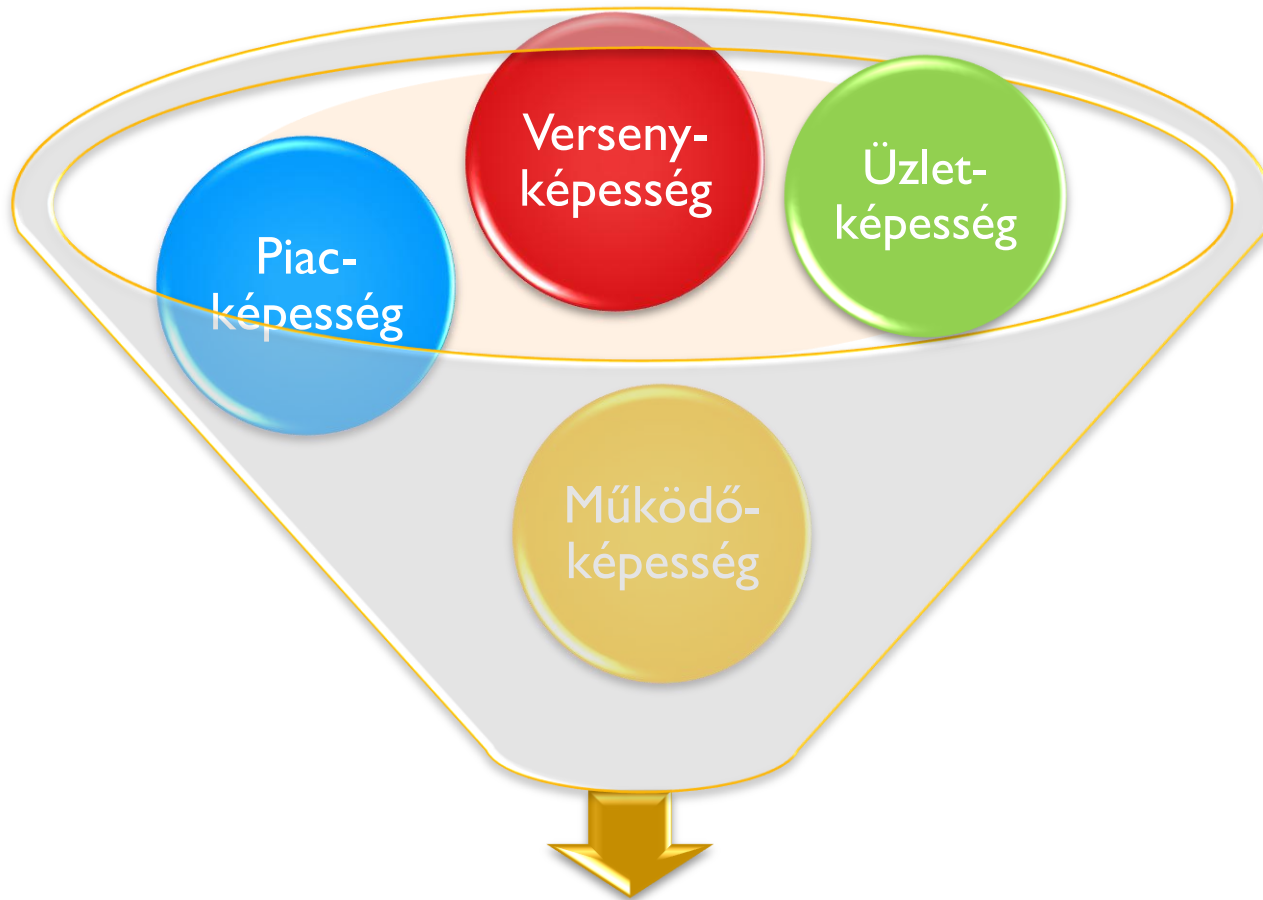 Verseny-
képesség
Üzlet-
képesség
Piac-
képesség
Működő-
képesség